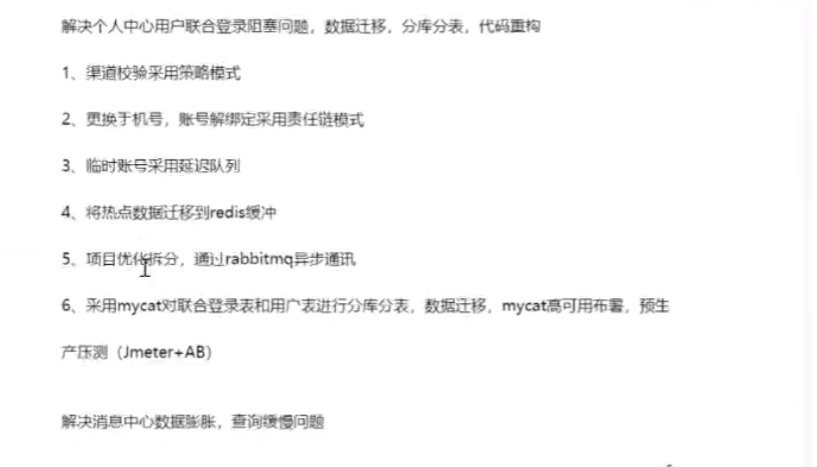 解决个人中心用户联合登录阻塞问题，数据迁移，分库分表，代码重构
1、渠道校验采用策略模式
2、更换于机号，账号解绑定采用责任链模式
3、临时账号采用延迟队列
4、将热点数据迁移到redis缓冲
5、项目优化拆分，通过rabbitmq异步通讯
6、采用mycat对联合登录表和用户表进行分库分表，数据迁移，mycat高可用布署，预生
产压测（Jmeter+AB）
解决消息中心数据膨胀，查询缓慢问题